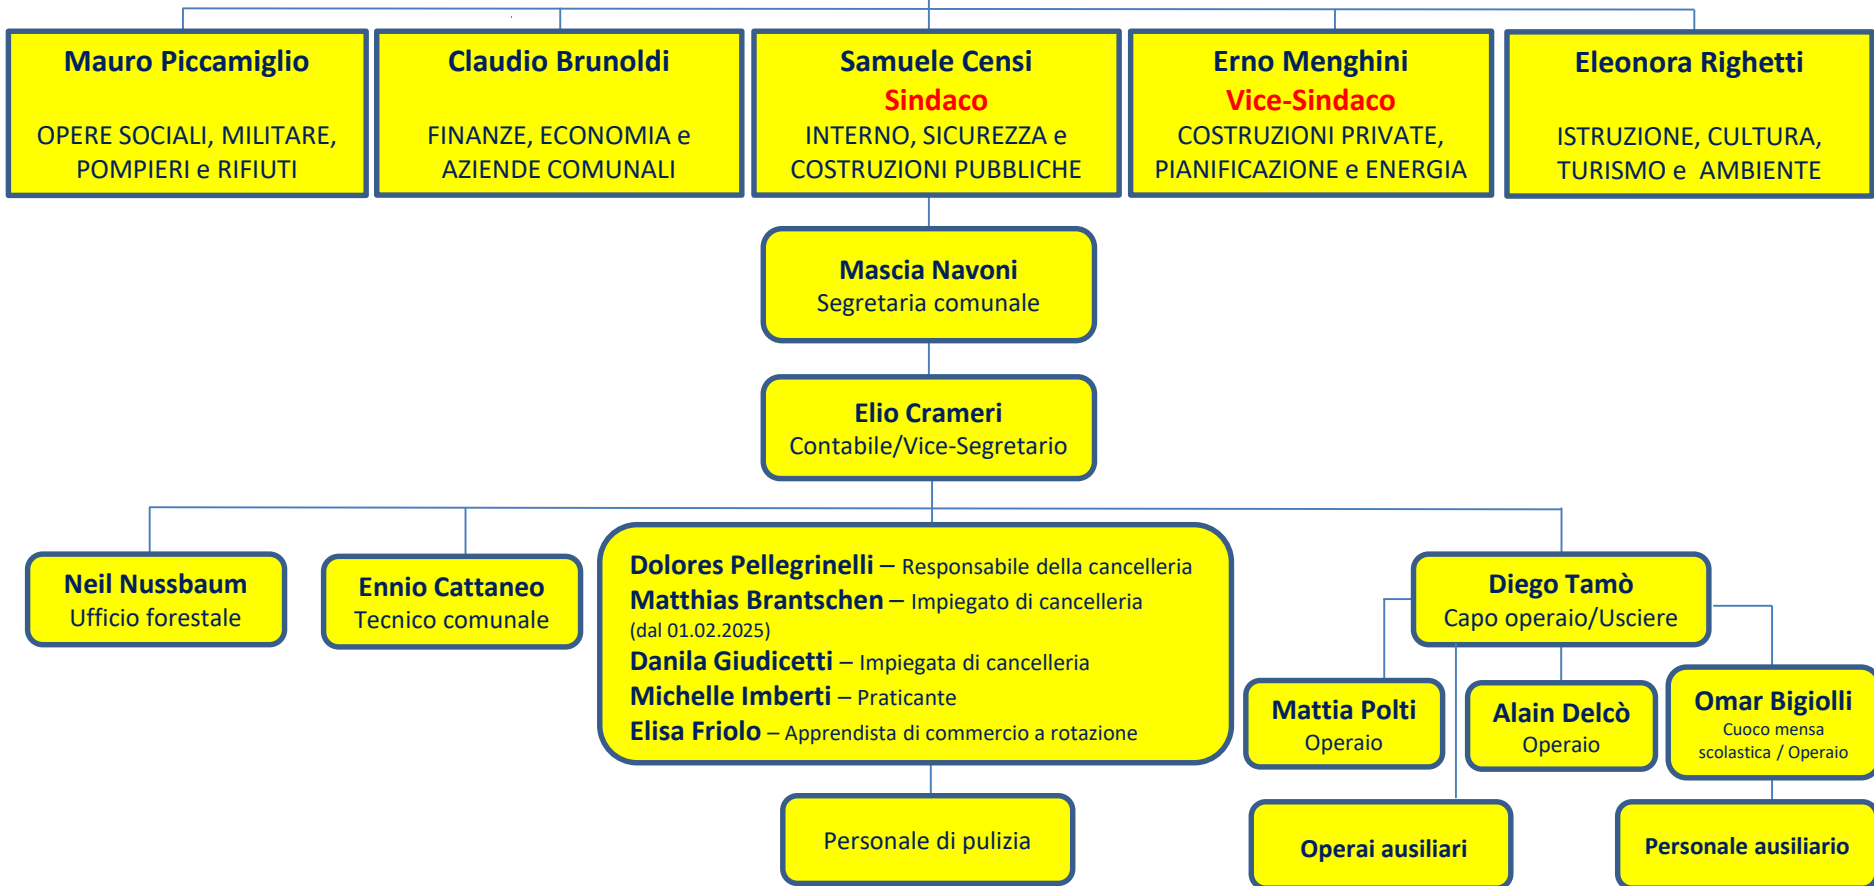 Mauro Piccamiglio
OPERE SOCIALI, MILITARE,
POMPIERI e RIFIUTI
Claudio Brunoldi
FINANZE, ECONOMIA e
AZIENDE COMUNALI
Samuele Censi
Sindaco
INTERNO, SICUREZZA e
COSTRUZIONI PUBBLICHE
Erno Menghini
Vice-Sindaco
COSTRUZIONI PRIVATE,
PIANIFICAZIONE e ENERGIA
Eleonora Righetti
ISTRUZIONE, CULTURA,
TURISMO e AMBIENTE
Mascia Navoni
Segretaria comunale
Elio Crameri
Contabile/Vice-Segretario
Neil Nussbaum
Ufficio forestale
Ennio Cattaneo
Tecnico comunale
Dolores Pellegrinelli – Responsabile della cancelleria
Matthias Brantschen – Impiegato di cancelleria
(dal 01.02.2025)
Danila Giudicetti – Impiegata di cancelleria
Michelle Imberti – Praticante
Elisa Friolo – Apprendista di commercio a rotazione
Diego Tamò
Capo operaio/Usciere
Mattia Polti
Operaio
Alain Delcò
Operaio
Omar Bigiolli
Cuoco mensa
scolastica / Operaio
Personale di pulizia
Operai ausiliari
Personale ausiliario